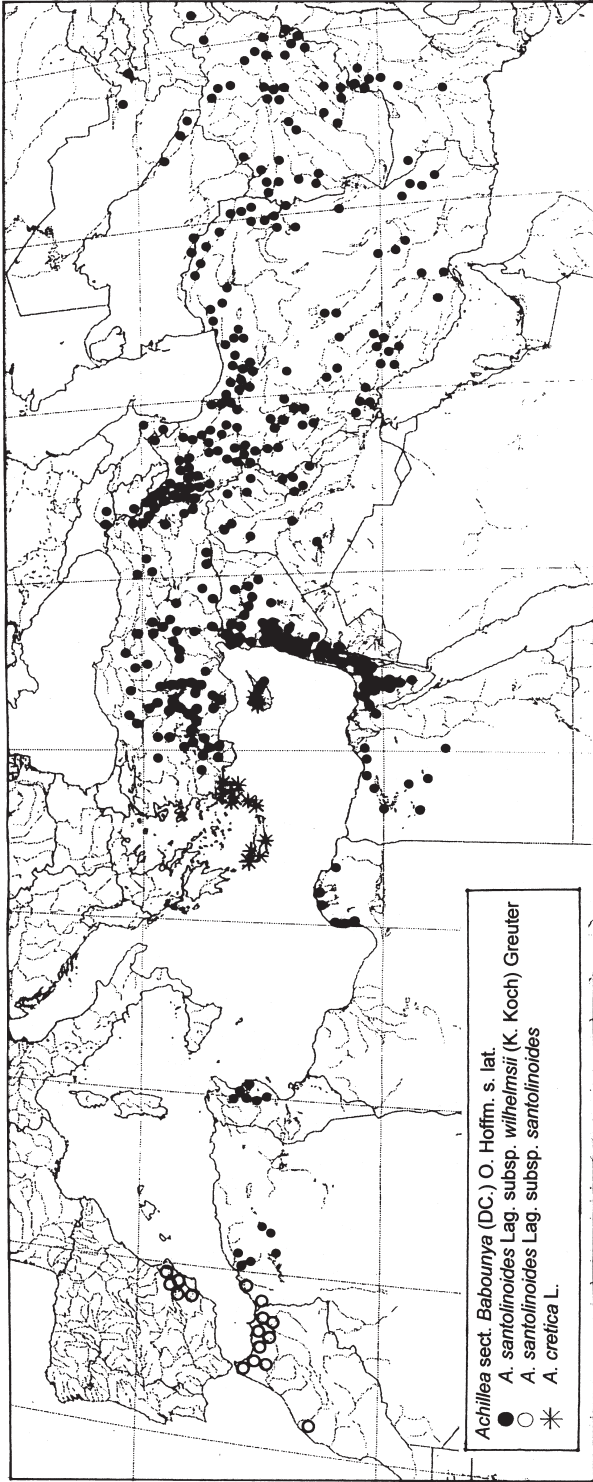 Achillea sect. Babounya (DC.) O. Hoffm. s. lat.
A. santolinoides Lag. subsp. wilhelmsii (K. Koch) Greuter
A. santolinoides Lag. subsp. santolinoides
A. cretica L.